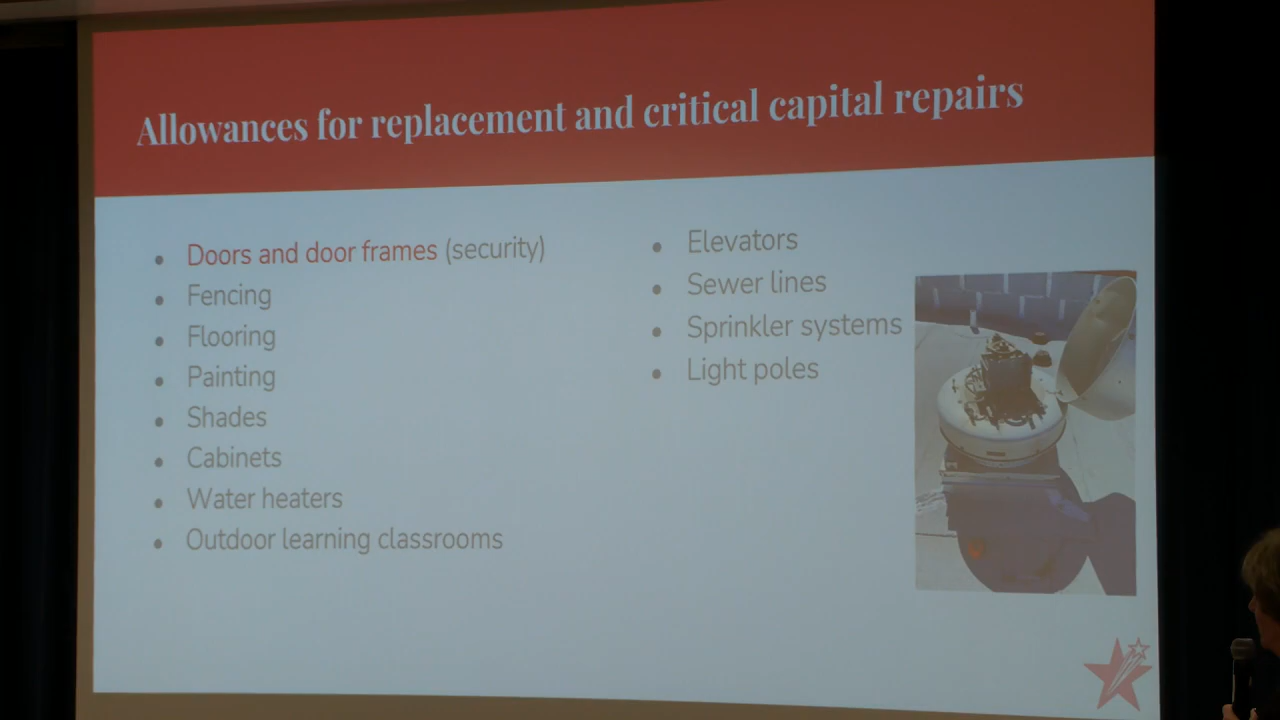 Allowances for replacement and critical capital repairs
Doors and door frames (security)
Fencing
Flooring
Painting
Shades
Cabinets
Water heaters
Outdoor learning classrooms
Elevators
Sewer lines
Sprinkler systems
Light poles